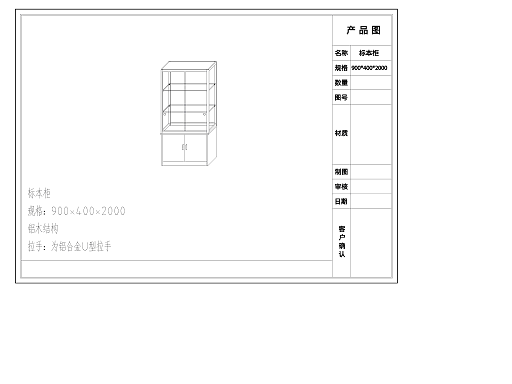 产品图
名称 标本柜
规格 900*400*2000
数量
图号
材质
制图
审核
日期
客户确认
标本柜
规格：900×400×2000
铝木结构
拉手：为铝合金U型拉手